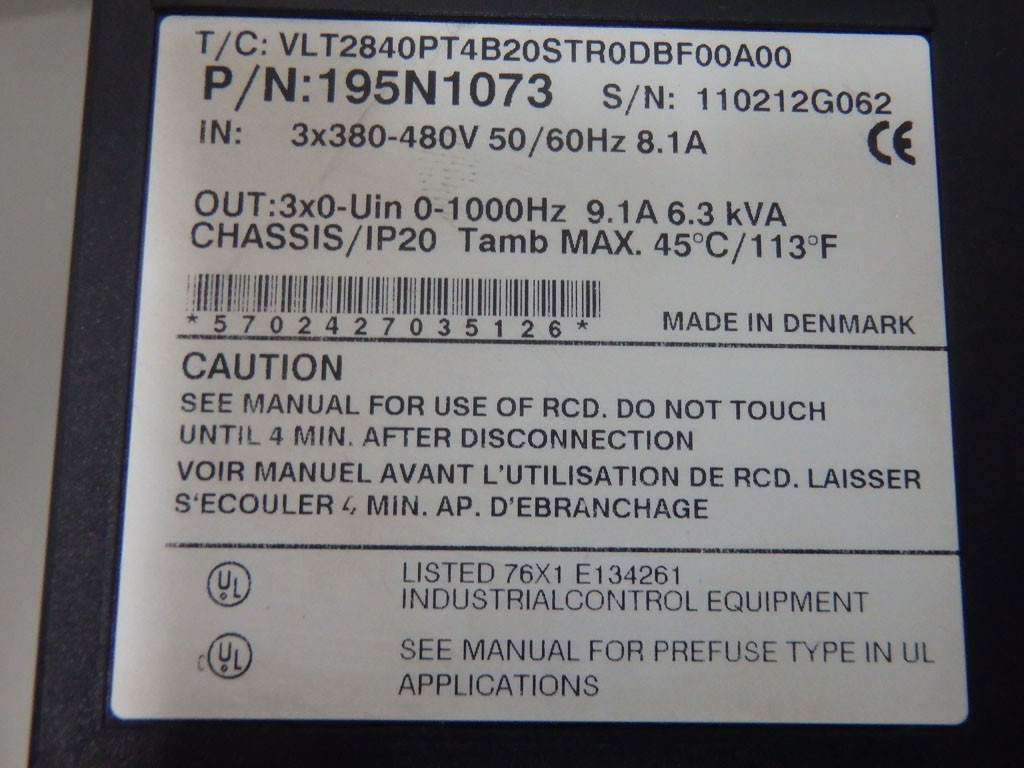 T/C: VLT2840PT4B20STR0DBF00A00
P/N:195N1073 S/N: 110212G062
IN: 3x380-480V 50/60Hz 8.1A
CE
OUT:3x0-Uin 0-1000Hz 9.1A 6.3 kVA
CHASSIS/IP20 Tamb MAX. 45°C/113°F
*5702427035126*
MADE IN DENMARK
CAUTION
SEE MANUAL FOR USE OF RCD. DO NOT TOUCH
UNTIL 4 MIN. AFTER DISCONNECTION
VOIR MANUEL AVANT L'UTILISATION DE RCD. LAISSER
S'ECOULER 4 MIN. AP. D'EBRANCHAGE
UL LISTED 76X1 E134261
INDUSTRIALCONTROL EQUIPMENT
c UL SEE MANUAL FOR PREFUSE TYPE IN UL
APPLICATIONS